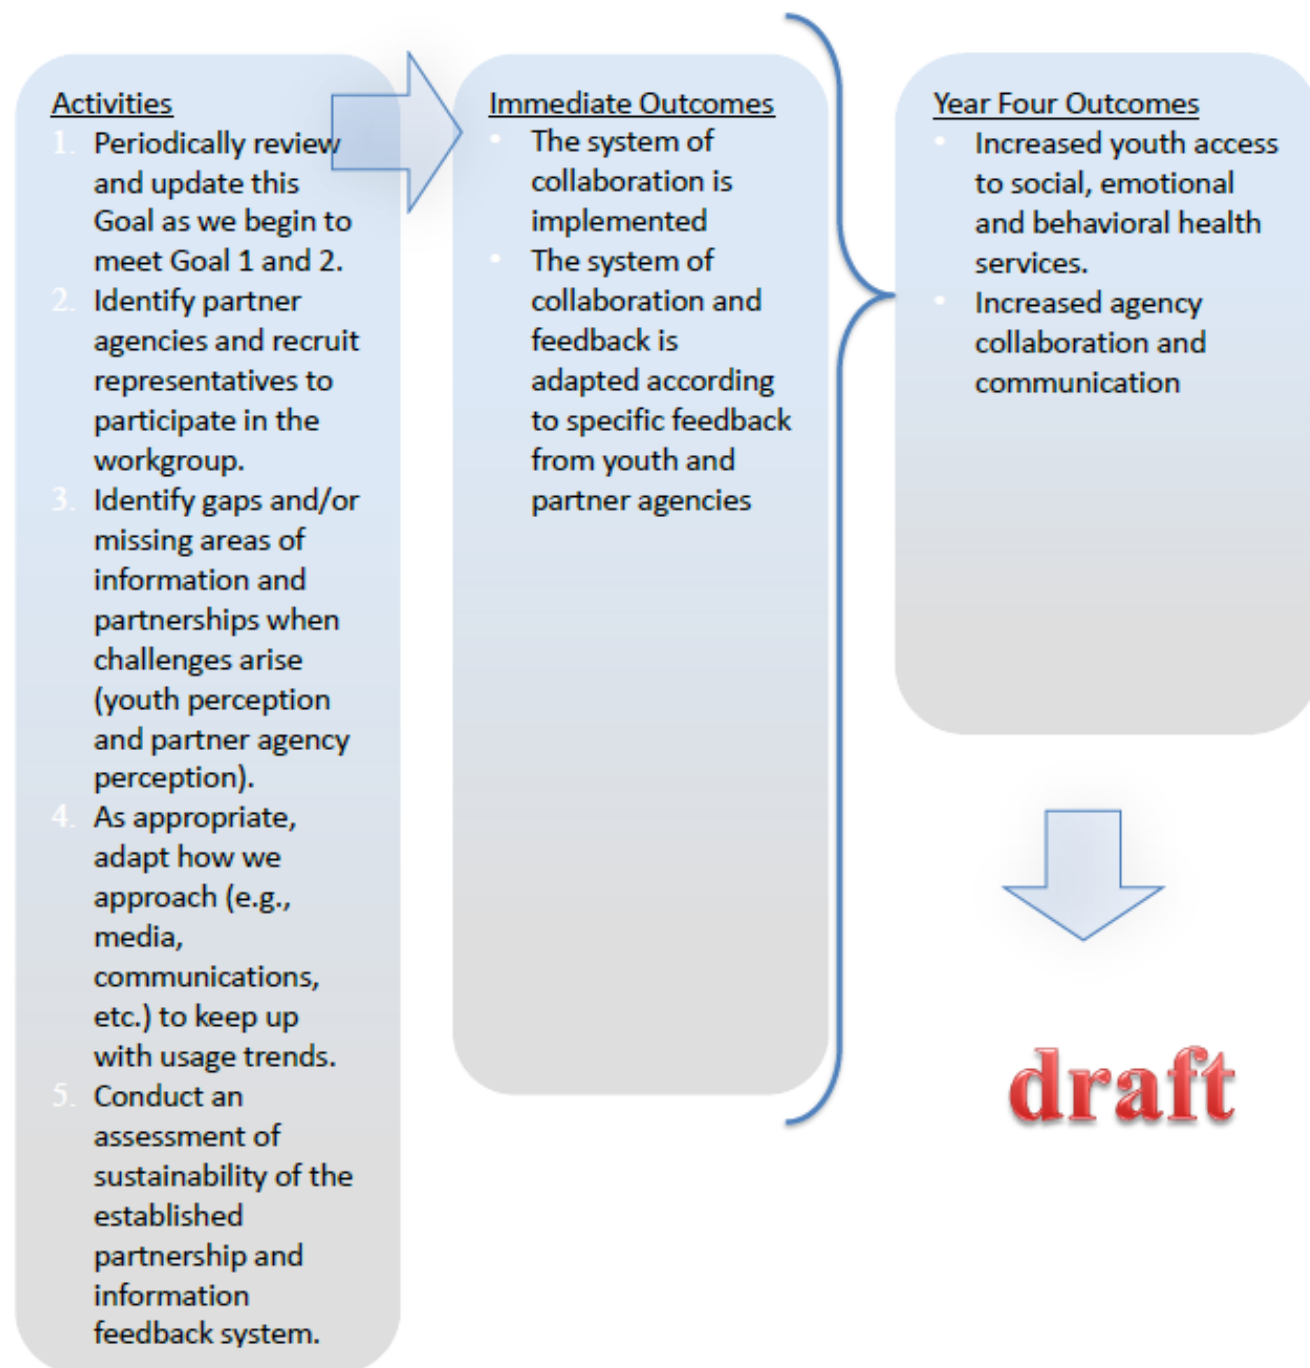 Activities
1. Periodically review
and update this
Goal as we begin to
meet Goal 1 and 2.
2. Identify partner
agencies and recruit
representatives to
participate in the
workgroup.
3. Identify gaps and/or
missing areas of
information and
partnerships when
challenges arise
(youth perception
and partner agency
perception).
4. As appropriate,
adapt how we
approach (e.g.,
media,
communications,
etc.) to keep up
with usage trends.
5. Conduct an
assessment of
sustainability of the
established
partnership and
information
feedback system.
Immediate Outcomes
• The system of
collaboration is
implemented
• The system of
collaboration and
feedback is
adapted according
to specific feedback
from youth and
partner agencies
Year Four Outcomes
• Increased youth access
to social, emotional
and behavioral health
services.
• Increased agency
collaboration and
communication
draft